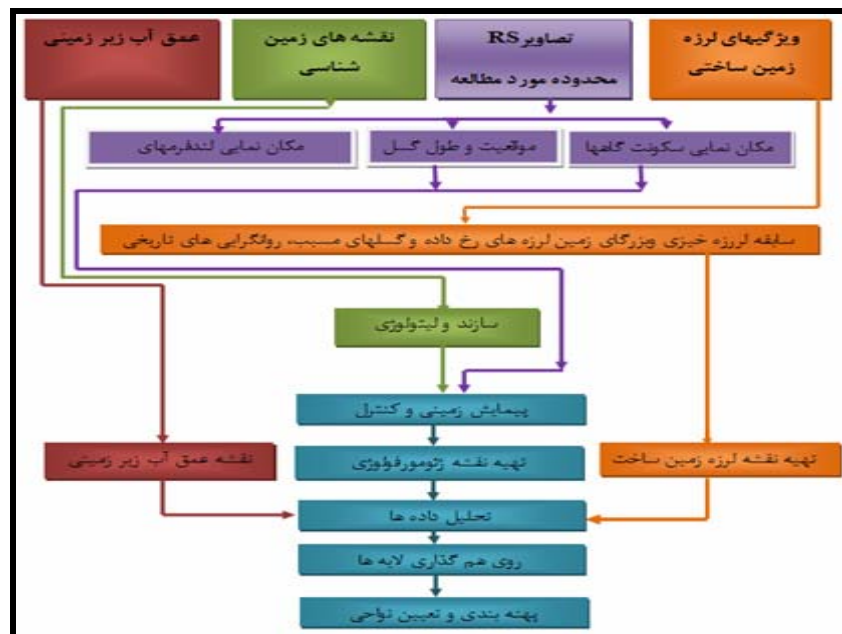 ویژگیهای لرزه
زمین ساختی
تصاویر RS
محدوده مورد مطالعه
نقشه های زمین
شناسی
عمق آب زیر زمینی
مکان نمایی سکونت گاهها
موقعیت و طول گسل
مکان نمایی لندفرمهای
سابقه لررزه خیزی ویزرگای زمین لرزه های رخ داده و گسلهای مسبب، روانگرایی های تاریخی
سازند و لیتولوژی
پیمایش زمینی و کنترل
تهیه نقشه لرزه زمین ساخت
تهیه نقشه ژئومورفولوژی
نقشه عمق آب زیر زمینی
تحلیل داده ها
روی هم گذاری لایه ها
پهنه بندی و تعیین نواحی